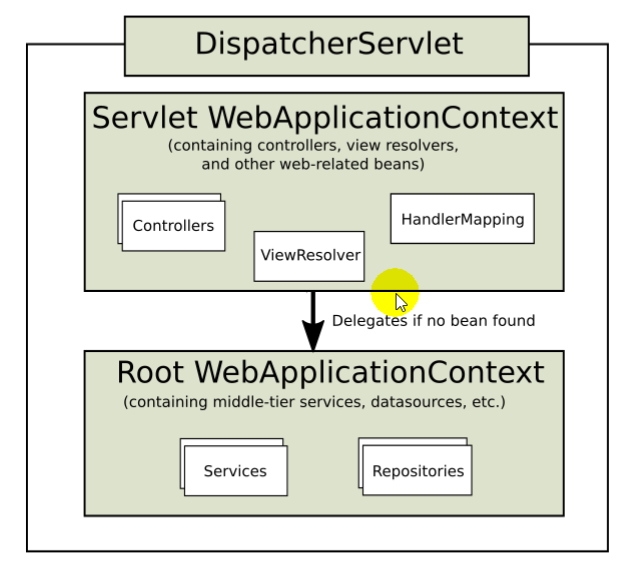 DispatcherServlet
Servlet WebApplicationContext
(containing controllers, view resolvers,
and other web-related beans)
Controllers
HandlerMapping
ViewResolver
Delegates if no bean found
Root WebApplicationContext
(containing middle-tier services, datasources, etc.)
Services
Repositories